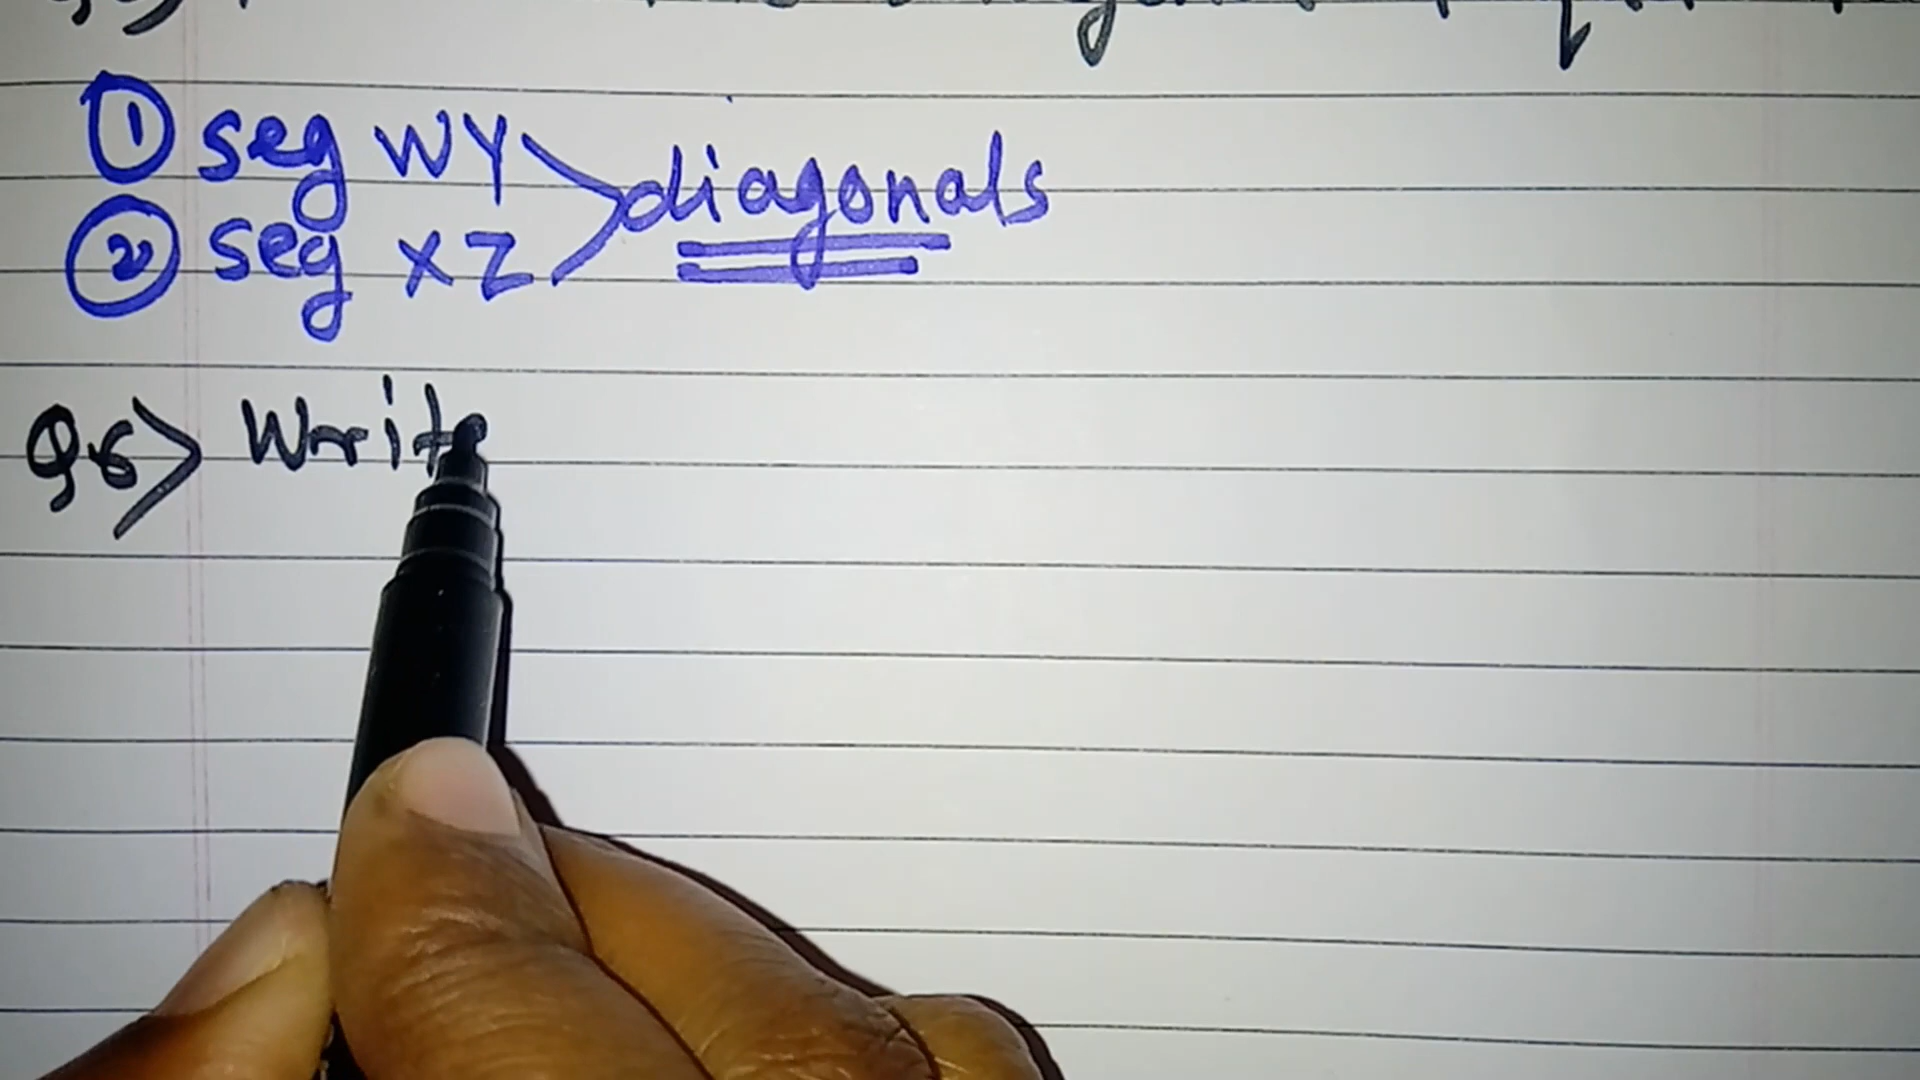 ① seg WY
② seg XZ
diagonals
Q6> Write